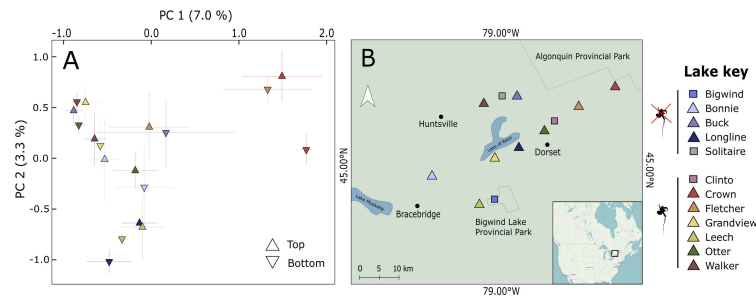 PC 1 (7.0 %)
-1.0 0.0 1.0 2.0
A
1.0
0.5
0.0
-0.5
-1.0
PC 2 (3.3 %)
Top
Bottom
79.00°W
B
Algonquin Provincial Park
Huntsville
Lake of Bays
Dorset
45.00°N
45.00°N
Lake Muskoka
Bracebridge
Bigwind Lake
Provincial Park
0 5 10 km
79.00°W
Lake key
Bigwind
Bonnie
Buck
Longline
Solitaire
Clinto
Crown
Fletcher
Grandview
Leech
Otter
Walker